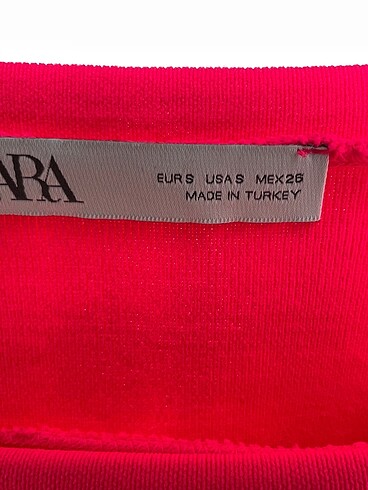 ARA
EUR S USA S MEX 26
MADE IN TURKEY